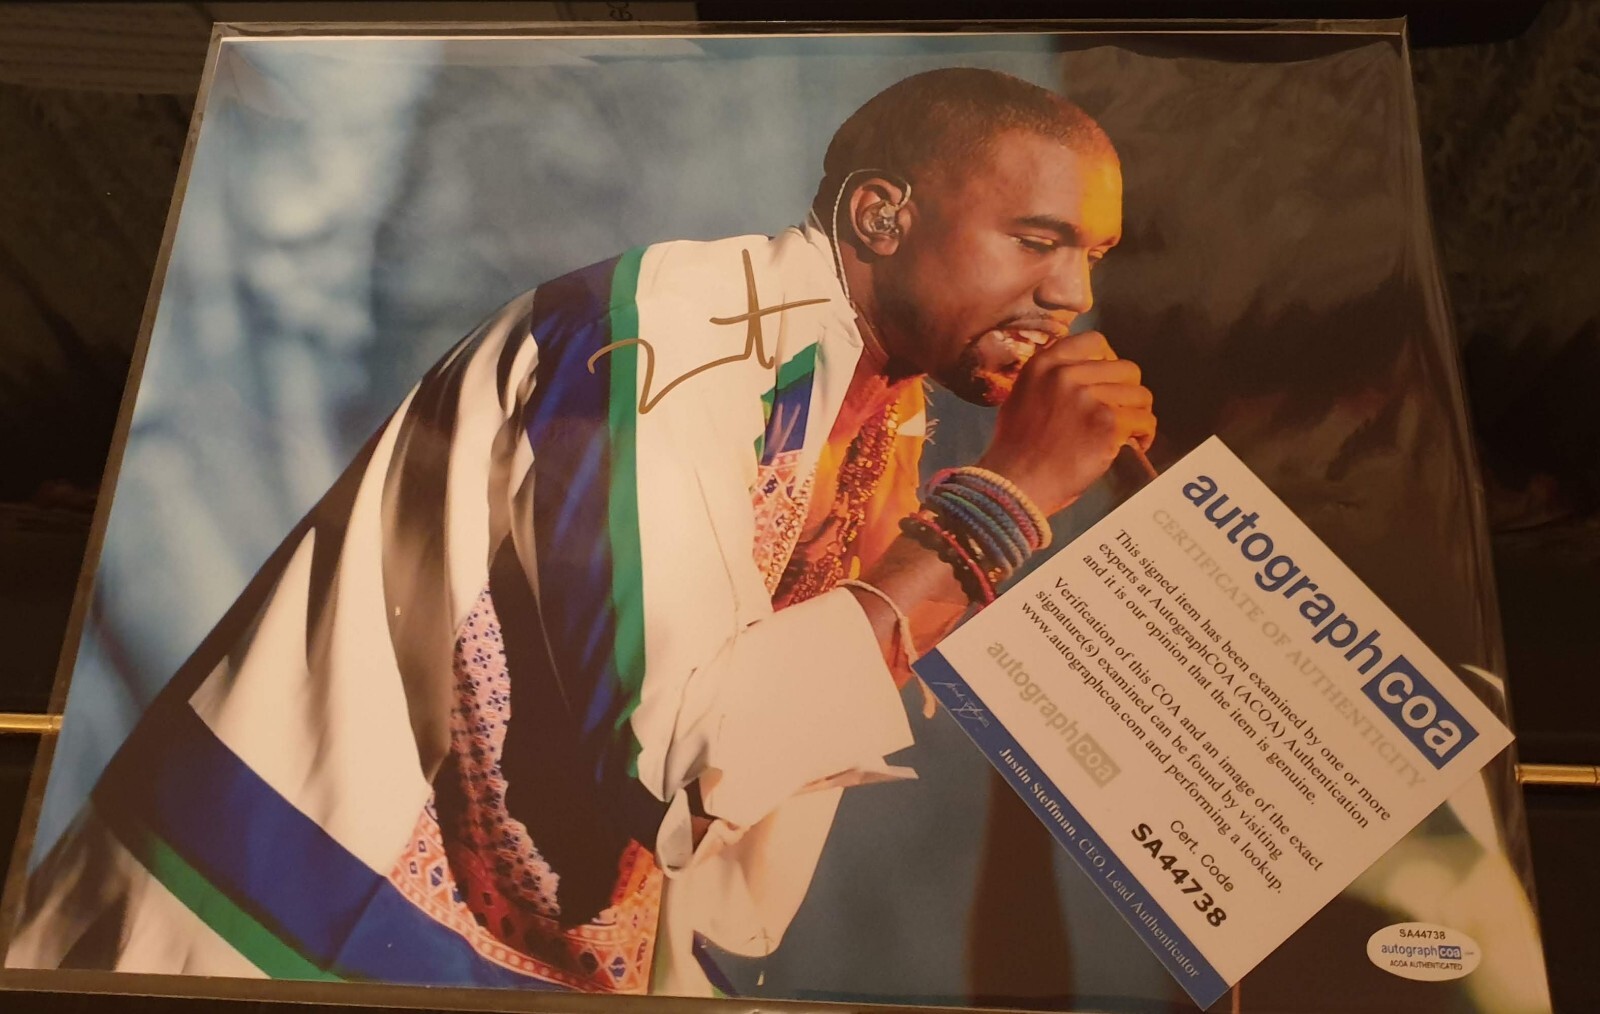 autographcoa
CERTIFICATE OF AUTHENTICITY
This signed item has been examined by one or more
experts at AutographCOA (ACOA) Authentication
and it is our opinion that the item is genuine.
Verification of this COA and an image of the exact
signature(s) examined can be found by visiting
www.autographcoa.com and performing a lookup.
autographcoa
Cert. Code
SA44738
Justin Steffman, CEO, Lead Authenticator
SA44738
autographcoa
ACOA AUTHENTICATED